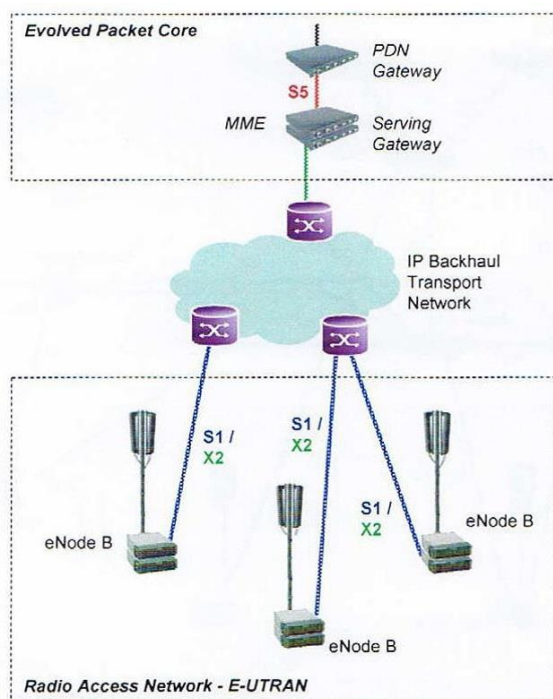 Evolved Packet Core
PDN
Gateway
S5
MME
Serving
Gateway
IP Backhaul
Transport
Network
S1 /
X2
S1 /
X2
S1 /
X2
eNode B
eNode B
eNode B
Radio Access Network - E-UTRAN